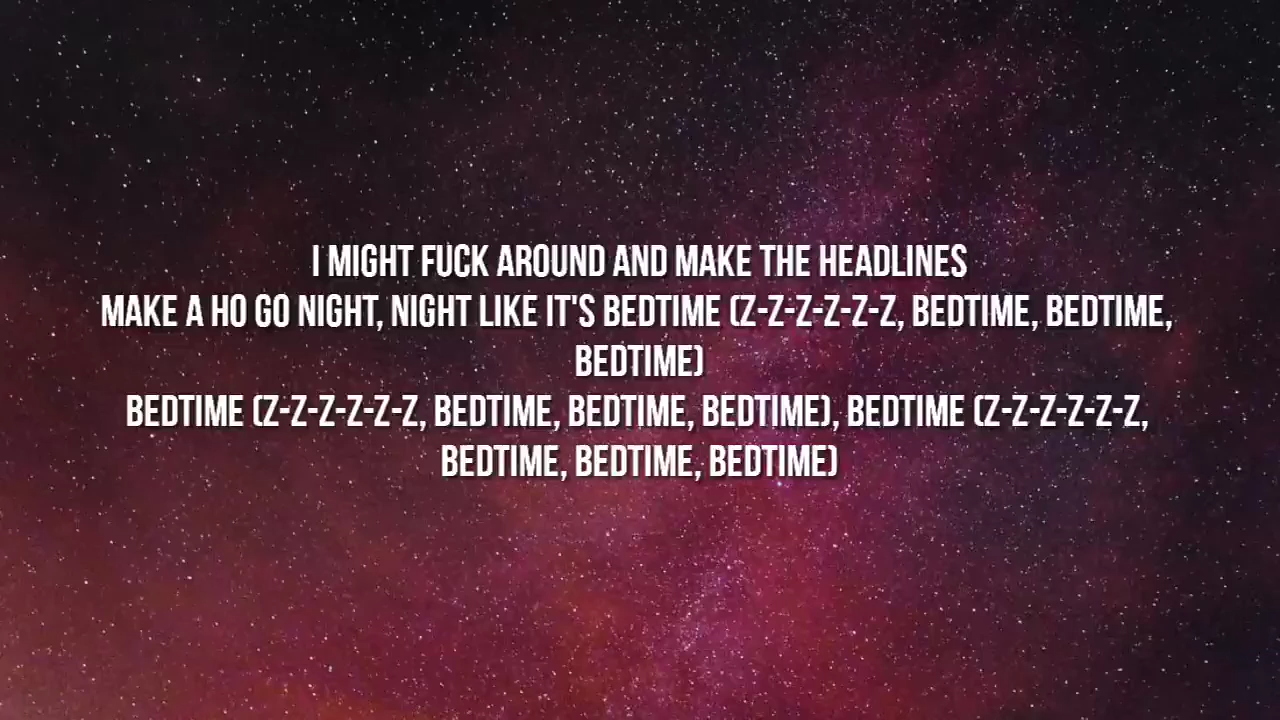 I MIGHT FUCK AROUND AND MAKE THE HEADLINES
MAKE A HO GO NIGHT, NIGHT LIKE IT'S BEDTIME (Z-Z-Z-Z-Z-Z, BEDTIME, BEDTIME,
BEDTIME)
BEDTIME (Z-Z-Z-Z-Z-Z, BEDTIME, BEDTIME, BEDTIME), BEDTIME (Z-Z-Z-Z-Z-Z,
BEDTIME, BEDTIME, BEDTIME)